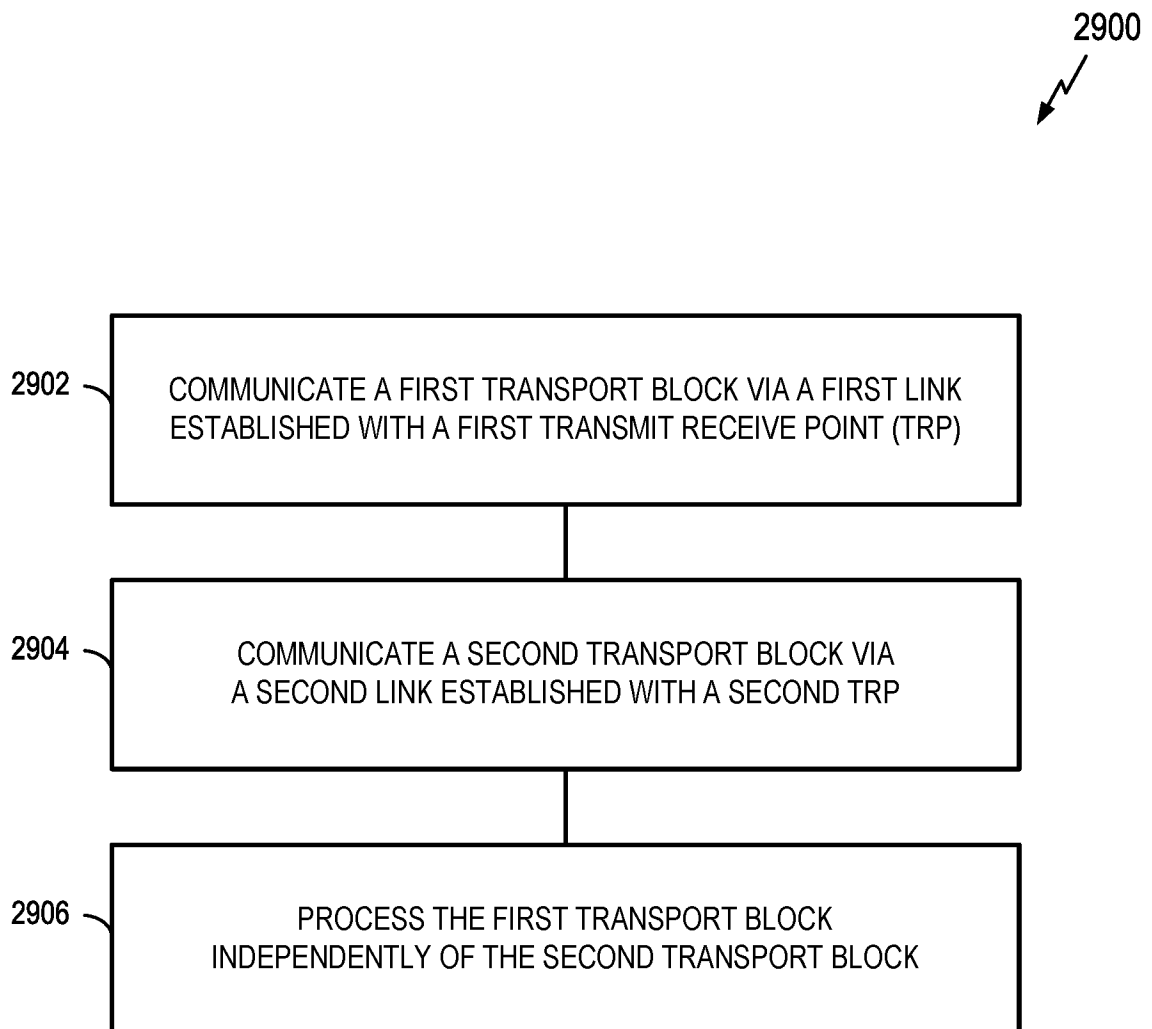 2900
2902
COMMUNICATE A FIRST TRANSPORT BLOCK VIA A FIRST LINK
ESTABLISHED WITH A FIRST TRANSMIT RECEIVE POINT (TRP)
2904
COMMUNICATE A SECOND TRANSPORT BLOCK VIA
A SECOND LINK ESTABLISHED WITH A SECOND TRP
2906
PROCESS THE FIRST TRANSPORT BLOCK
INDEPENDENTLY OF THE SECOND TRANSPORT BLOCK